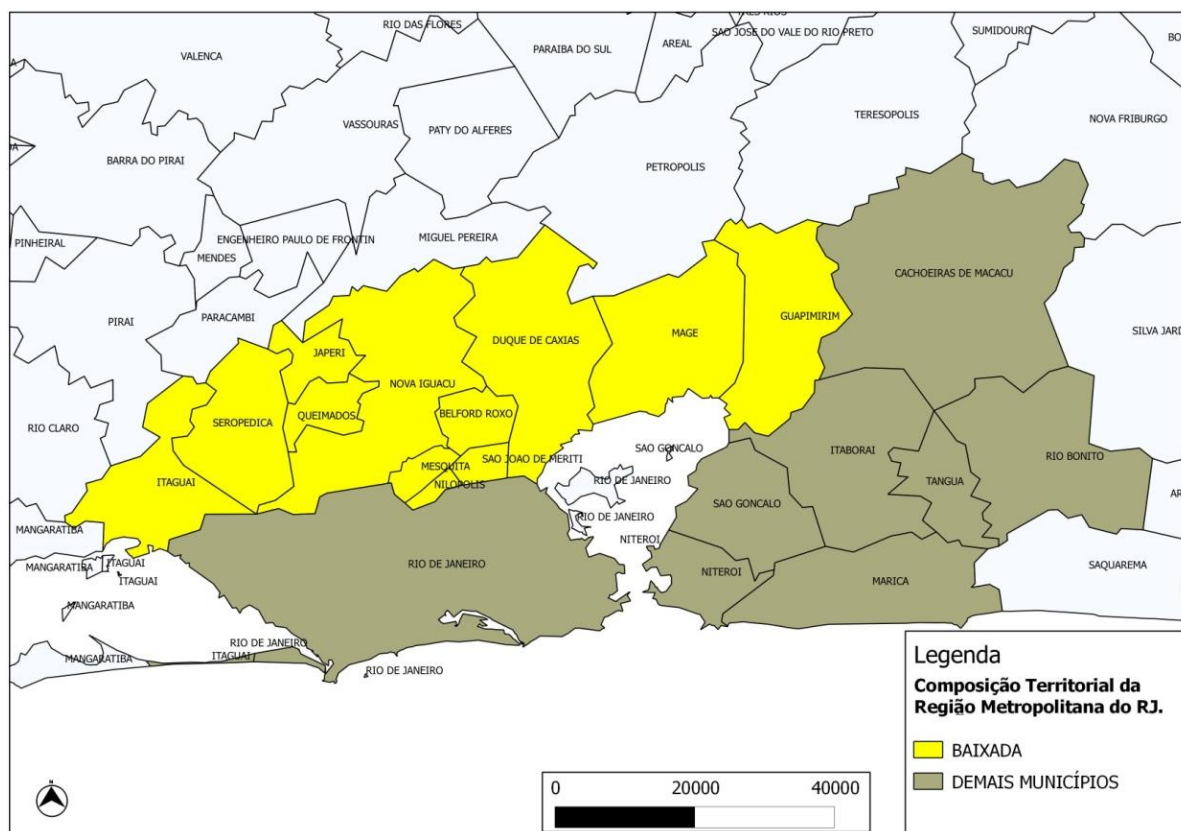 RIO DAS FLORES
SAO JOSE DO VALE DO RIO PRETO
SUMIDOURO
VALENCA
PARAIBA DO SUL
AREAL
VASSOURAS
PATY DO ALFERES
TERESOPOLIS
NOVA FRIBURGO
BARRA DO PIRAI
PETROPOLIS
PINHEIRAL
MENDES
ENGENHEIRO PAULO DE FRONTIN
MIGUEL PEREIRA
CACHOEIRAS DE MACACU
PIRAI
PARACAMBI
GUAPIMIRIM
SILVA JARD
JAPERI
DUQUE DE CAXIAS
MAGE
NOVA IGUACU
RIO CLARO
SEROPEDICA
QUEIMADOS
BELFORD ROXO
SAO GONCALO
ITABORAI
RIO BONITO
ITAGUAI
MESQUITA
SAO JOAO DE MERITI
NILOPOLIS
RIO DE JANEIRO
TANGUA
AR
SAO GONCALO
RIO DE JANEIRO
MANGARATIBA
NITEROI
ITAGUAI
MANGARATIBA
RIO DE JANEIRO
NITEROI
SAQUAREMA
ITAGUAI
MARICA
MANGARATIBA
RIO DE JANEIRO
ITAGUAI
MANGARATIBA
RIO DE JANEIRO
Legenda
Composição Territorial da
Região Metropolitana do RJ.
BAIXADA
DEMAIS MUNICÍPIOS
N
0 20000 40000